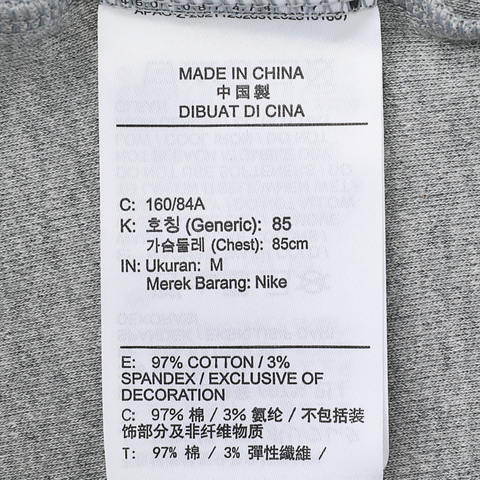 MADE IN CHINA
中国製
DIBUAT DI CINA
C: 160/84A
K: 호칭 (Generic): 85
가슴둘레 (Chest): 85cm
IN: Ukuran: M
Merek Barang: Nike
E: 97% COTTON / 3%
SPANDEX / EXCLUSIVE OF
DECORATION
C: 97% 棉 / 3% 氨纶 / 不包括装
饰部分及非纤维物质
T: 97% 棉 / 3% 彈性纖維 /